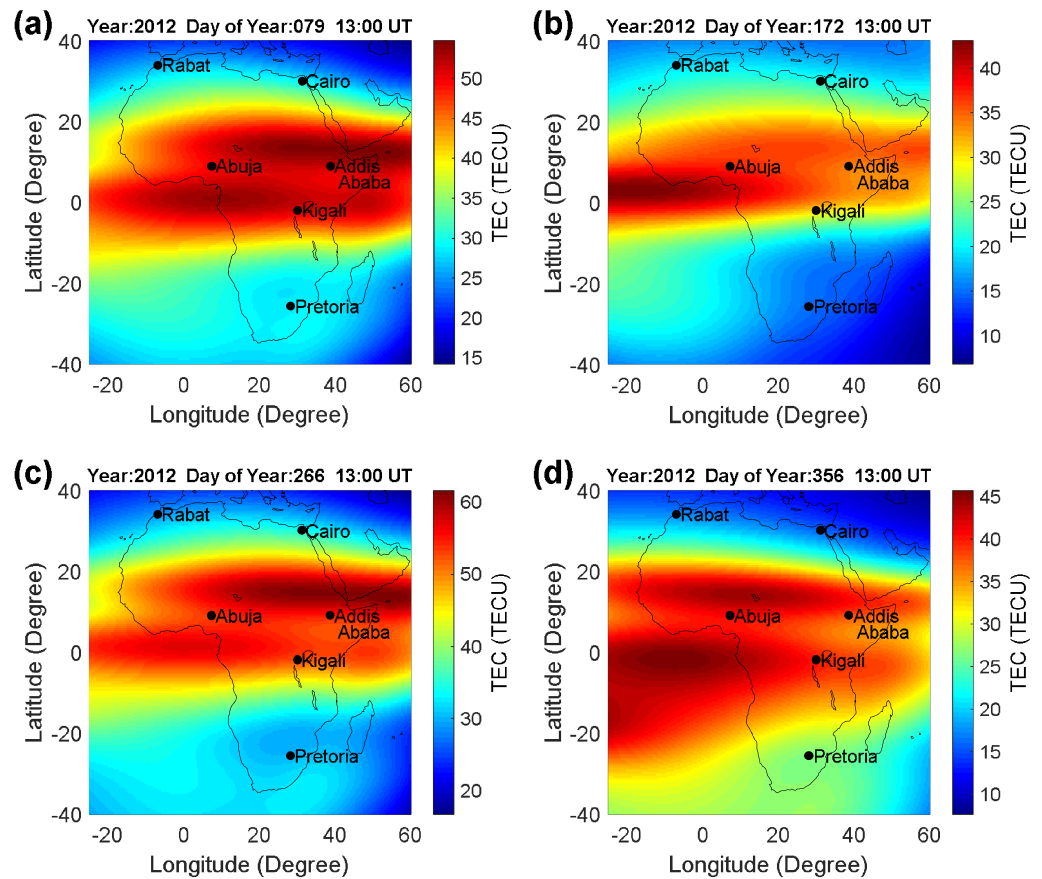 (a)
Year:2012 Day of Year:079 13:00 UT
40
20
0
-20
-40
Latitude (Degree)
Rabat
Cairo
Abuja
Addis
Ababa
Kigali
Pretoria
-20 0 20 40 60
Longitude (Degree)
50
45
40
35
30
25
20
15
TEC (TECU)
(b)
Year:2012 Day of Year:172 13:00 UT
40
20
0
-20
-40
Latitude (Degree)
Rabat
Cairo
Abuja
Addis
Ababa
Kigali
Pretoria
-20 0 20 40 60
Longitude (Degree)
40
35
30
25
20
15
10
TEC (TECU)
(c)
Year:2012 Day of Year:266 13:00 UT
40
20
0
-20
-40
Latitude (Degree)
Rabat
Cairo
Abuja
Addis
Ababa
Kigali
Pretoria
-20 0 20 40 60
Longitude (Degree)
60
50
40
30
20
TEC (TECU)
(d)
Year:2012 Day of Year:356 13:00 UT
40
20
0
-20
-40
Latitude (Degree)
Rabat
Cairo
Abuja
Addis
Ababa
Kigali
Pretoria
-20 0 20 40 60
Longitude (Degree)
45
40
35
30
25
20
15
10
TEC (TECU)